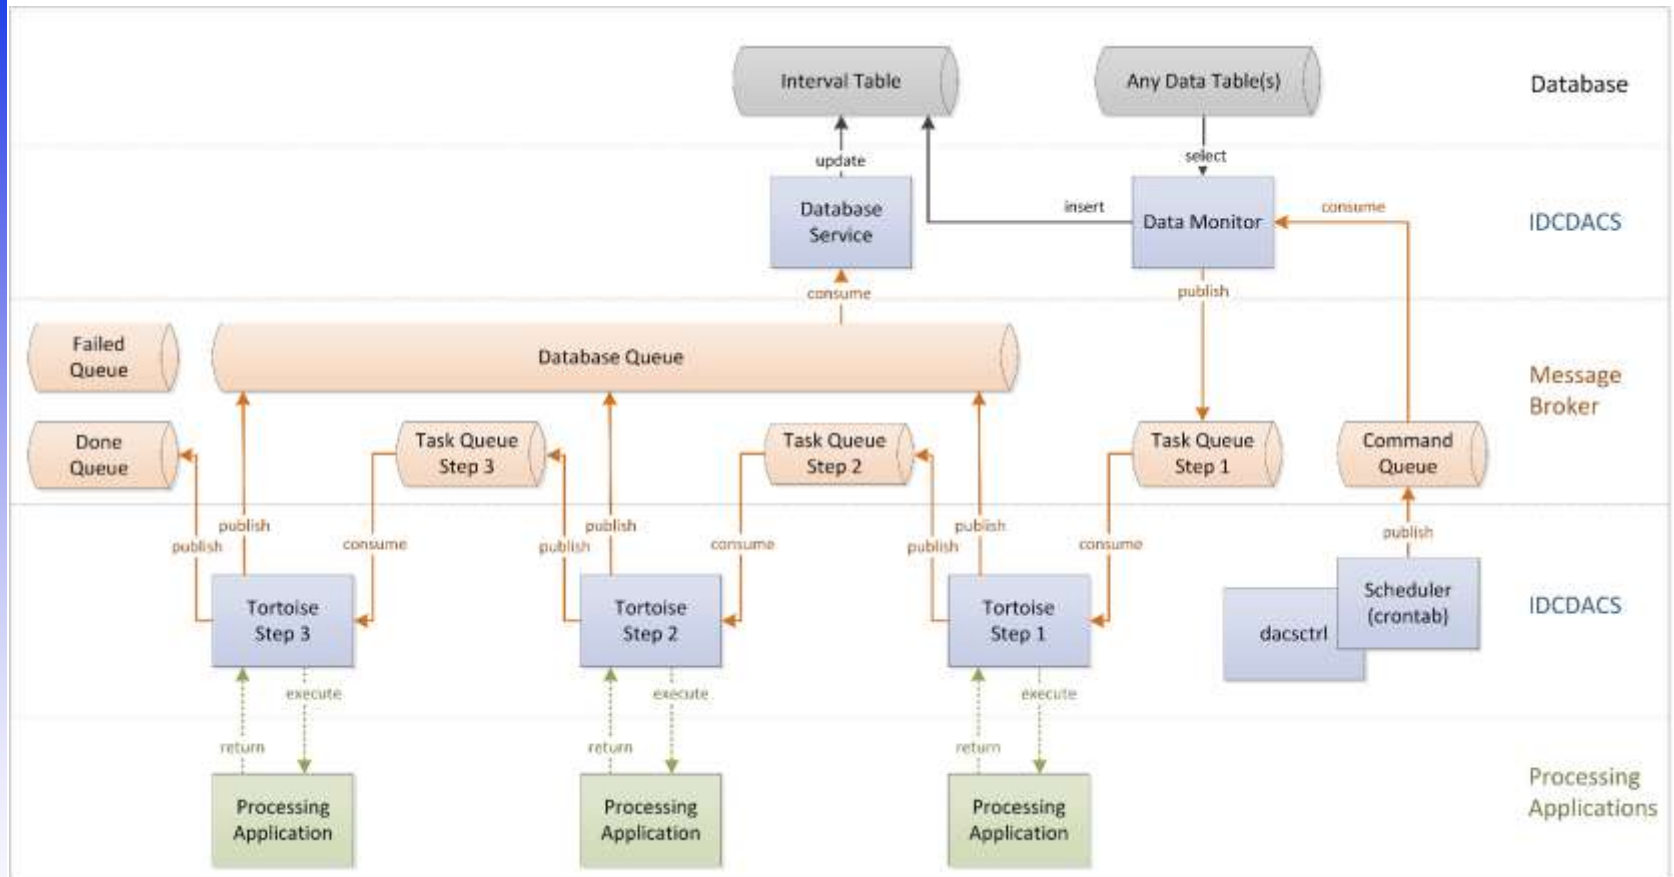 Interval Table
Any Data Table(s)
Database
update
select
Database
Service
insert
Data Monitor
consume
IDCDACS
consume
publish
Failed
Queue
Database Queue
Message
Broker
Done
Queue
Task Queue
Step 3
Task Queue
Step 2
Task Queue
Step 1
Command
Queue
publish
publish
consume
publish
publish
consume
publish
publish
consume
publish
Tortoise
Step 3
Tortoise
Step 2
Tortoise
Step 1
dacsctrl
Scheduler
(crontab)
IDCDACS
execute
execute
execute
return
return
return
Processing
Application
Processing
Application
Processing
Application
Processing
Applications